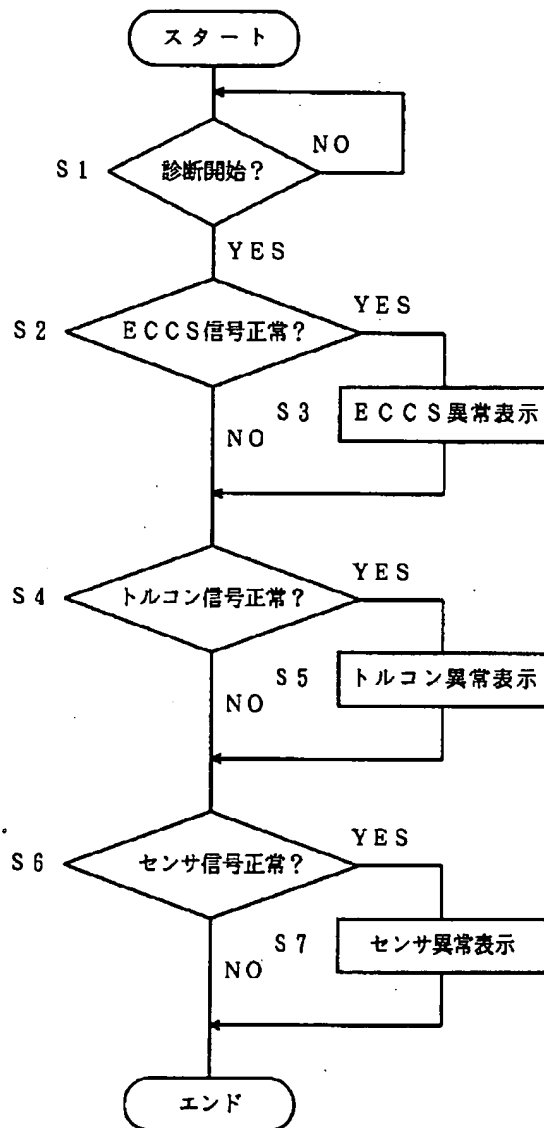 スタート
NO
S1 診断開始?
YES
YES
S2 ECCS信号正常?
S3 ECCS異常表示
NO
YES
S4 トルコン信号正常?
S5 トルコン異常表示
NO
YES
S6 センサ信号正常?
S7 センサ異常表示
NO
エンド